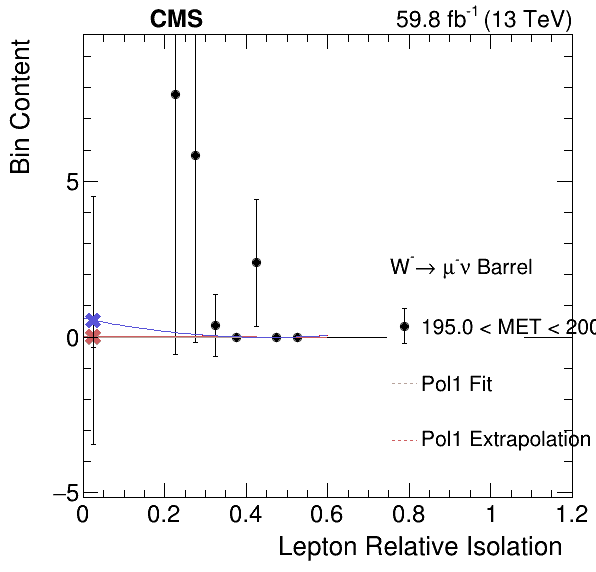 CMS
59.8 fb⁻¹ (13 TeV)
Bin Content
5
0
−5
W⁻→ μ⁻ν Barrel
195.0 < MET < 200
Pol1 Fit
Pol1 Extrapolation
0 0.2 0.4 0.6 0.8 1 1.2
Lepton Relative Isolation